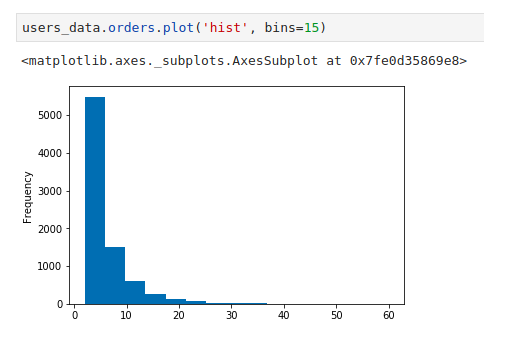 users_data.orders.plot('hist', bins=15)
<matplotlib.axes._subplots.AxesSubplot at 0x7fe0d35869e8>
5000
4000
3000
2000
1000
0
Frequency
0 10 20 30 40 50 60